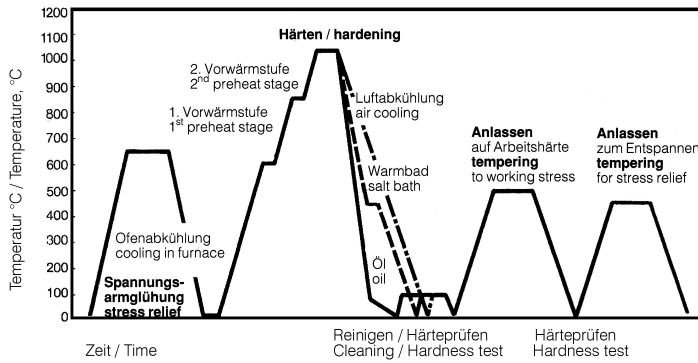 Temperatur °C / Temperature, °C
1200
1100
1000
900
800
700
600
500
400
300
200
100
0
Härten / hardening
2. Vorwärmstufe
2nd preheat stage
1. Vorwärmstufe
1st preheat stage
Luftabkühlung
air cooling
Warmbad
salt bath
Öl
oil
Ofenabkühlung
cooling in furnace
Spannungs-
armglühung
stress relief
Anlassen
auf Arbeitshärte
tempering
to working stress
Anlassen
zum Entspannen
tempering
for stress relief
Zeit / Time
Reinigen / Härteprüfen
Cleaning / Hardness test
Härteprüfen
Hardness test